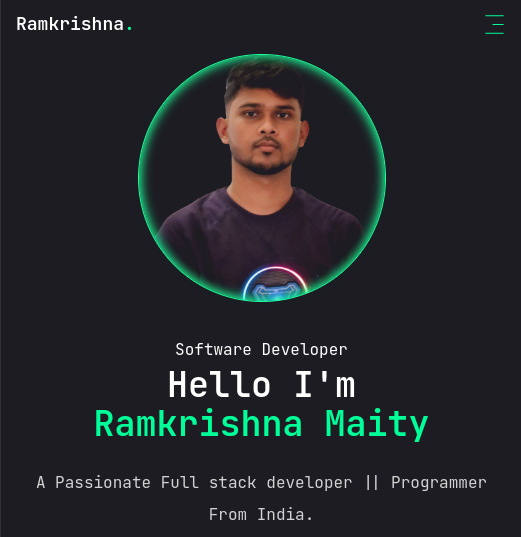 Ramkrishna.
Software Developer
Hello I'm
Ramkrishna Maity
A Passionate Full stack developer || Programmer
From India.